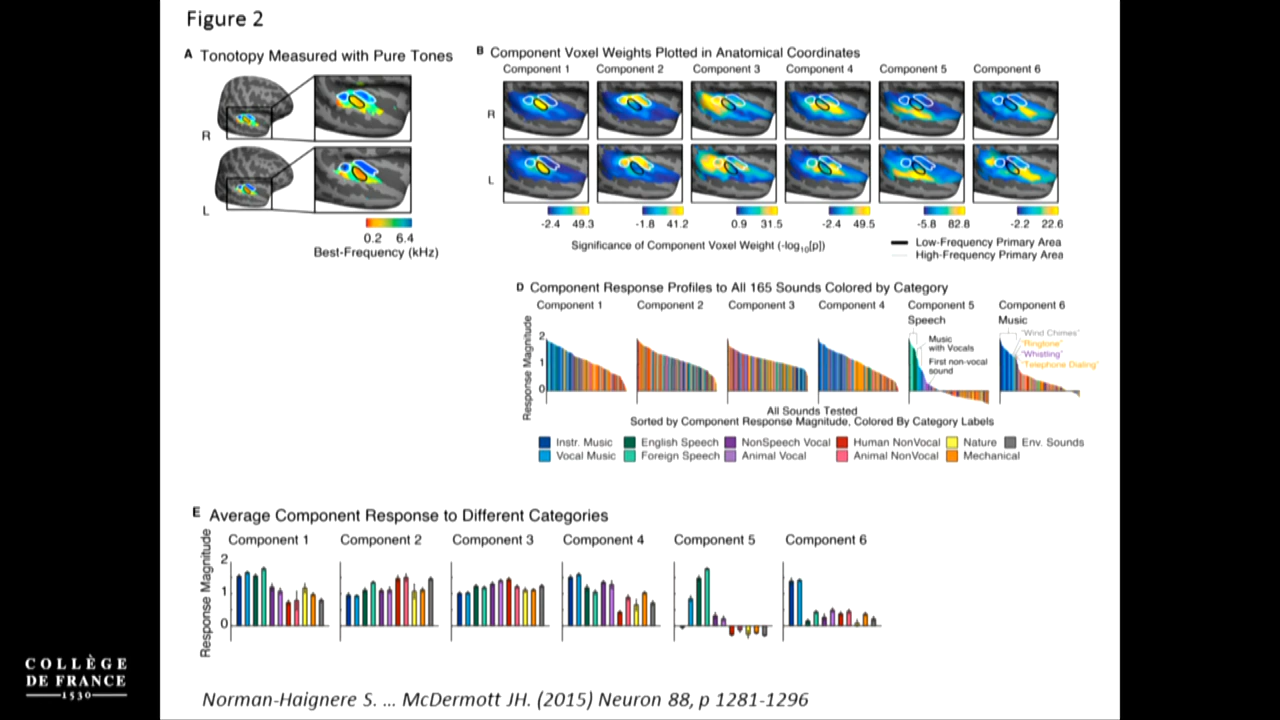 Figure 2
A Tonotopy Measured with Pure Tones
R
L
0.2 6.4
Best-Frequency (kHz)
B Component Voxel Weights Plotted in Anatomical Coordinates
Component 1 Component 2 Component 3 Component 4 Component 5 Component 6
R
L
-2.4 49.3 -1.8 41.2 0.9 31.5 -2.4 49.5 -5.8 82.8 -2.2 22.6
Significance of Component Voxel Weight (-log10[p])
Low-Frequency Primary Area
High-Frequency Primary Area
D Component Response Profiles to All 165 Sounds Colored by Category
Component 1 Component 2 Component 3 Component 4 Component 5 Component 6
Speech Music
Response Magnitude
2
1
0
Music
with Vocals
First non-vocal
sound
"Wind Chimes"
"Ringtone"
"Whistling"
"Telephone Dialing"
All Sounds Tested
Sorted by Component Response Magnitude, Colored By Category Labels
Instr. Music English Speech NonSpeech Vocal Human NonVocal Nature Env. Sounds
Vocal Music Foreign Speech Animal Vocal Animal NonVocal Mechanical
E Average Component Response to Different Categories
Component 1 Component 2 Component 3 Component 4 Component 5 Component 6
Response Magnitude
2
1
0
COLLÈGE
DE FRANCE
1530
Norman-Haignere S. ... McDermott JH. (2015) Neuron 88, p 1281-1296